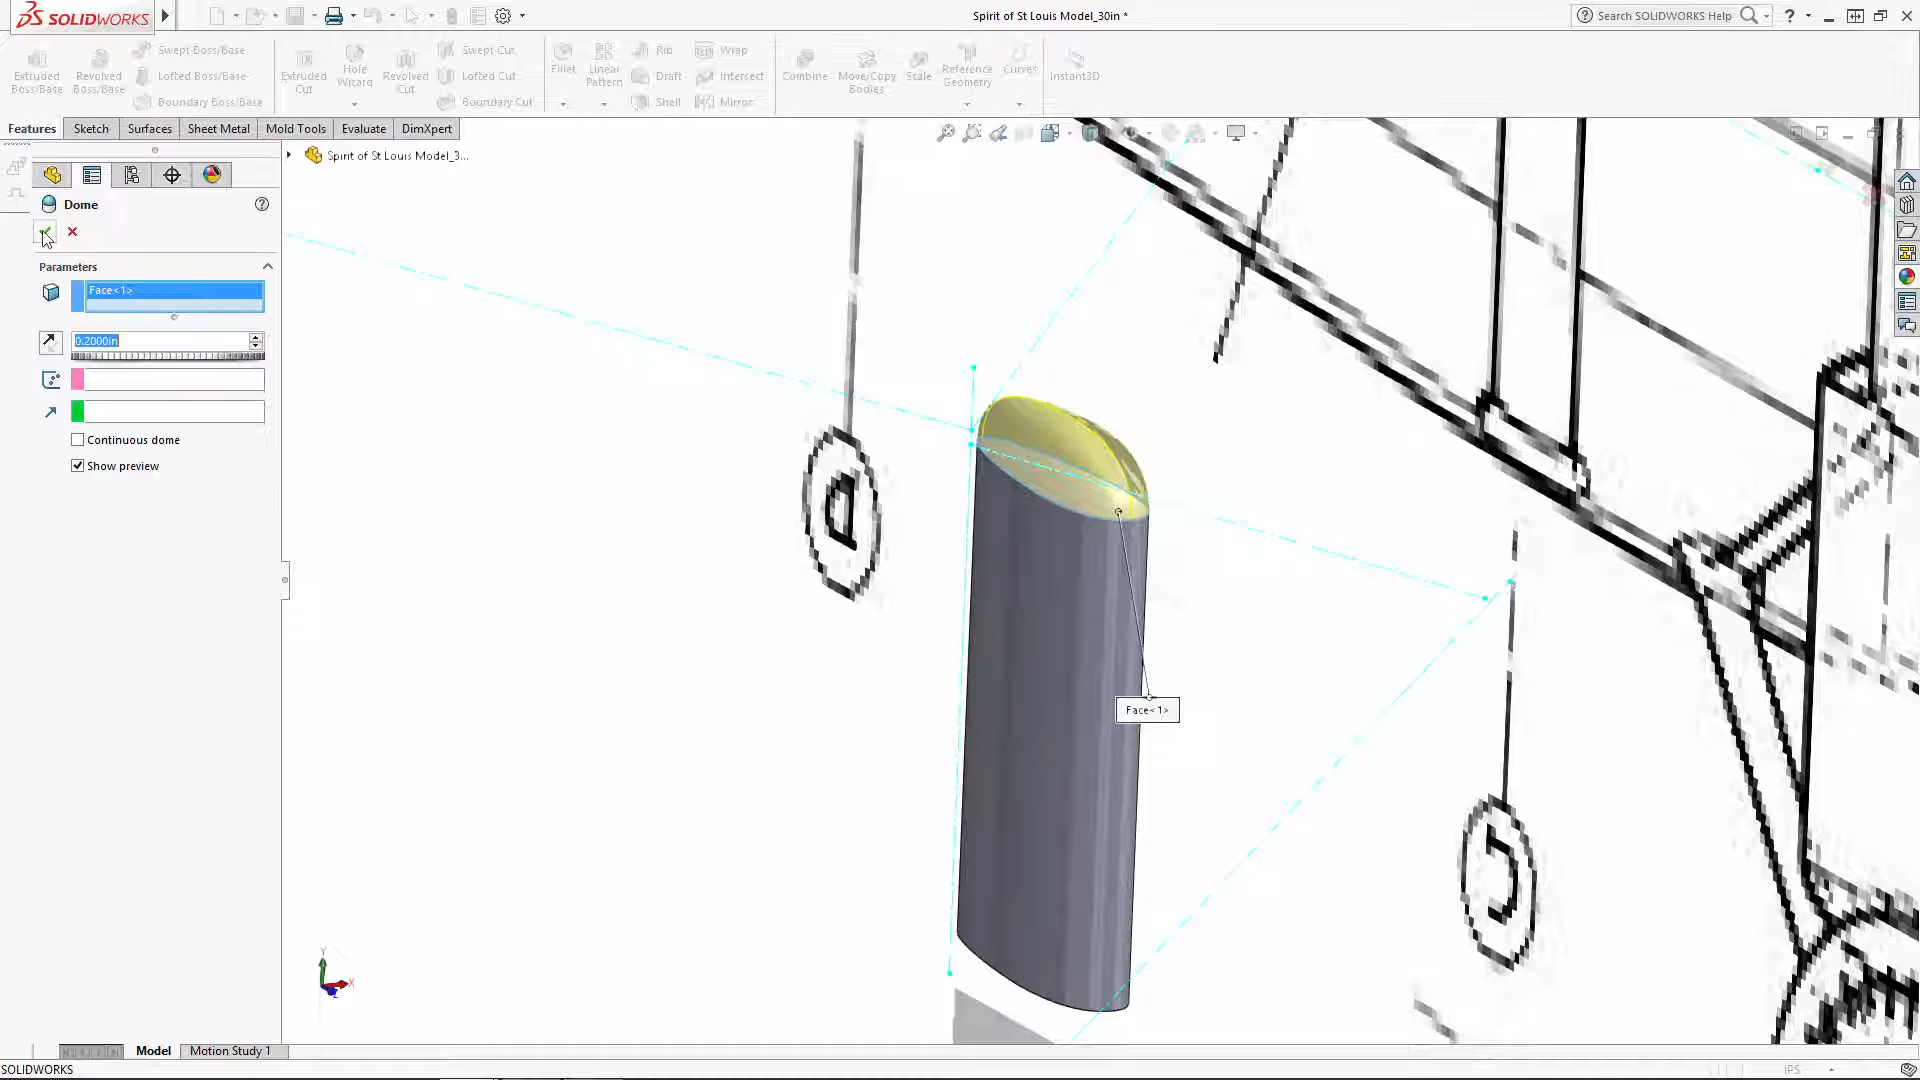 SOLIDWORKS
Spirit of St Louis Model_30in *
Search SOLIDWORKS Help
Extruded Boss/Base
Revolved Boss/Base
Swept Boss/Base
Lofted Boss/Base
Boundary Boss/Base
Extruded Cut
Hole Wizard
Revolved Cut
Swept Cut
Lofted Cut
Boundary Cut
Fillet
Linear Pattern
Rib
Draft
Shell
Wrap
Intersect
Mirror
Combine
Move/Copy Bodies
Scale
Reference Geometry
Curves
Instant3D
Features
Sketch
Surfaces
Sheet Metal
Mold Tools
Evaluate
DimXpert
Spirit of St Louis Model_3...
Dome
Parameters
Face<1>
0.2000in
Continuous dome
Show preview
Face<1>
Y
X
Model
Motion Study 1
SOLIDWORKS
IPS